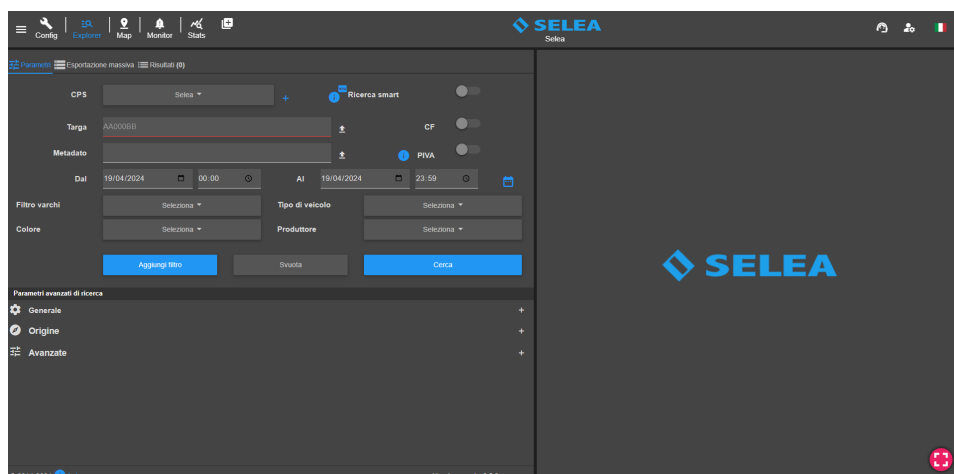 Config Explorer Map Monitor Stats
SELEA
Selea
Parametri Esportazione massiva Risultati (0)
CPS Selea + Ricerca smart
Targa AA000BB CF
Metadato PIVA
Dal 19/04/2024 00:00 Al 19/04/2024 23:59
Filtro varchi Seleziona Tipo di veicolo Seleziona
Colore Seleziona Produttore Seleziona
Aggiungi filtro Svuota Cerca
SELEA
Parametri avanzati di ricerca
Generale +
Origine +
Avanzate +